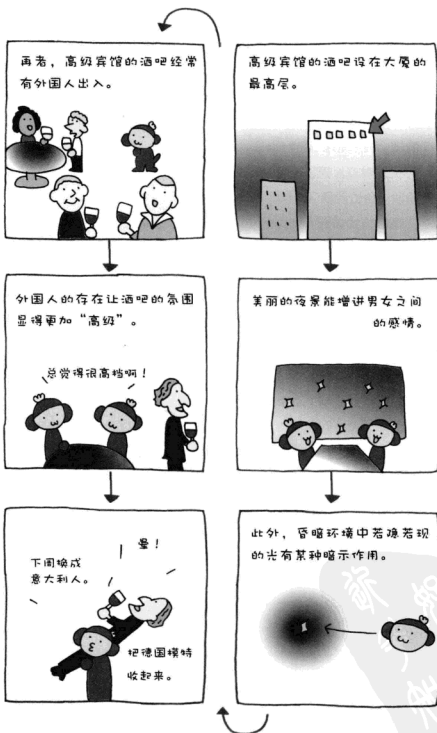 高级宾馆的酒吧设在大厦的
最高层。
美丽的夜景能增进男女之间
的感情。
此外，昏暗环境中若隐若现
的光有某种暗示作用。
再者，高级宾馆的酒吧经常
有外国人出入。
外国人的存在让酒吧的氛围
显得更加“高级”。
总觉得很高档啊！
晕！
下周换成
意大利人。
把德国模特
收起来。